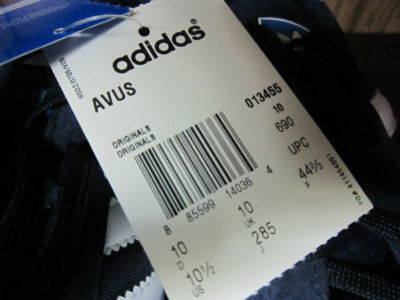 adidas
AVUS
013455
10
690
ORIGINALS
ORIGINALS
UPC
8 85599 14036 4
10
D
10
UK
44⅔
F
10½
US
285
J